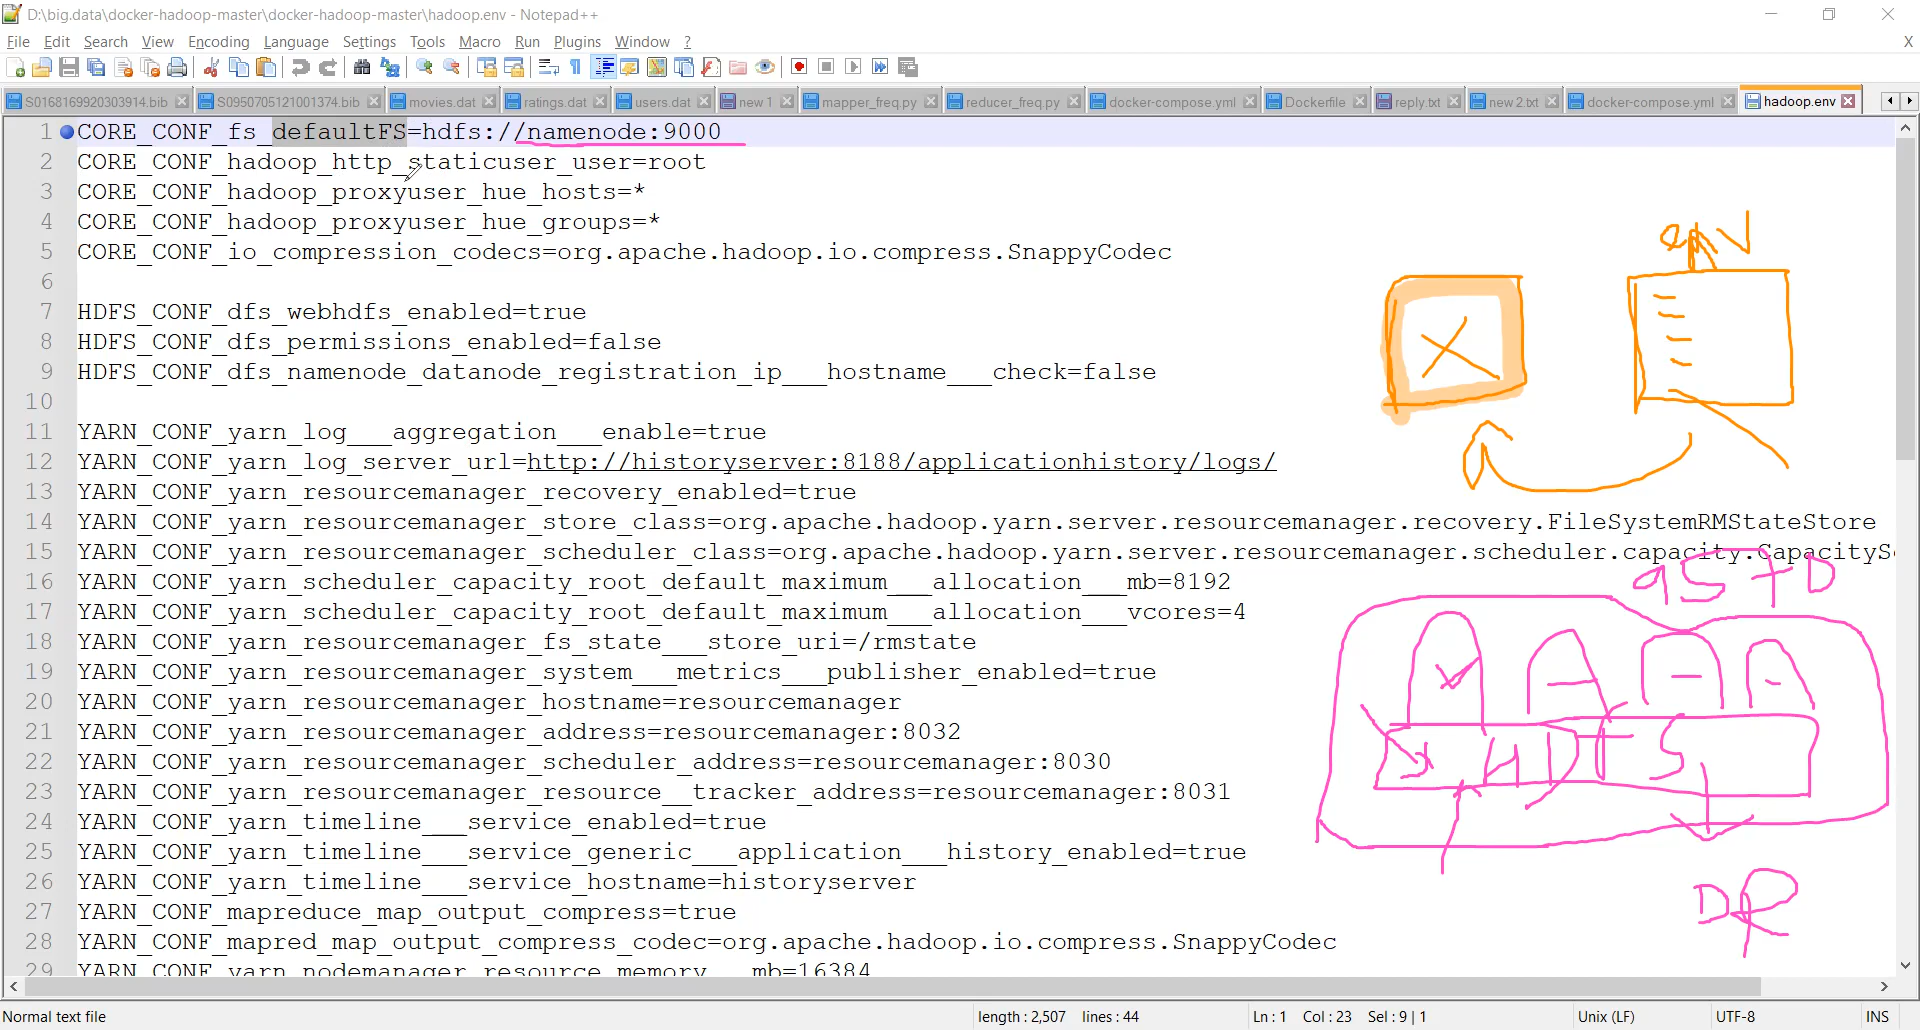 D:\big.data\docker-hadoop-master\docker-hadoop-master\hadoop.env - Notepad++
File Edit Search View Encoding Language Settings Tools Macro Run Plugins Window ? X
S0168169920303914.bib S0950705121001374.bib movies.dat ratings.dat users.dat new 1 mapper_freq.py reducer_freq.py docker-compose.yml Dockerfile reply.txt new 2.txt docker-compose.yml hadoop.env
1 CORE_CONF_fs_defaultFS=hdfs://namenode:9000
2 CORE_CONF_hadoop_http_staticuser_user=root
3 CORE_CONF_hadoop_proxyuser_hue_hosts=*
4 CORE_CONF_hadoop_proxyuser_hue_groups=*
5 CORE_CONF_io_compression_codecs=org.apache.hadoop.io.compress.SnappyCodec
6
7 HDFS_CONF_dfs_webhdfs_enabled=true
8 HDFS_CONF_dfs_permissions_enabled=false
9 HDFS_CONF_dfs_namenode_datanode_registration_ip___hostname___check=false
10
11 YARN_CONF_yarn_log___aggregation___enable=true
12 YARN_CONF_yarn_log_server_url=http://historyserver:8188/applicationhistory/logs/
13 YARN_CONF_yarn_resourcemanager_recovery_enabled=true
14 YARN_CONF_yarn_resourcemanager_store_class=org.apache.hadoop.yarn.server.resourcemanager.recovery.FileSystemRMStateStore
15 YARN_CONF_yarn_resourcemanager_scheduler_class=org.apache.hadoop.yarn.server.resourcemanager.scheduler.capacity.CapacityS
16 YARN_CONF_yarn_scheduler_capacity_root_default_maximum___allocation___mb=8192
17 YARN_CONF_yarn_scheduler_capacity_root_default_maximum___allocation___vcores=4
18 YARN_CONF_yarn_resourcemanager_fs_state___store_uri=/rmstate
19 YARN_CONF_yarn_resourcemanager_system___metrics___publisher_enabled=true
20 YARN_CONF_yarn_resourcemanager_hostname=resourcemanager
21 YARN_CONF_yarn_resourcemanager_address=resourcemanager:8032
22 YARN_CONF_yarn_resourcemanager_scheduler_address=resourcemanager:8030
23 YARN_CONF_yarn_resourcemanager_resource__tracker_address=resourcemanager:8031
24 YARN_CONF_yarn_timeline___service_enabled=true
25 YARN_CONF_yarn_timeline___service_generic___application___history_enabled=true
26 YARN_CONF_yarn_timeline___service_hostname=historyserver
27 YARN_CONF_mapreduce_map_output_compress=true
28 YARN_CONF_mapred_map_output_compress_codec=org.apache.hadoop.io.compress.SnappyCodec
29 YARN_CONF_yarn_nodemanager_resource_memory___mb=16384
env
HDFS
Normal text file length : 2,507 lines : 44 Ln : 1 Col : 23 Sel : 9 | 1 Unix (LF) UTF-8 INS